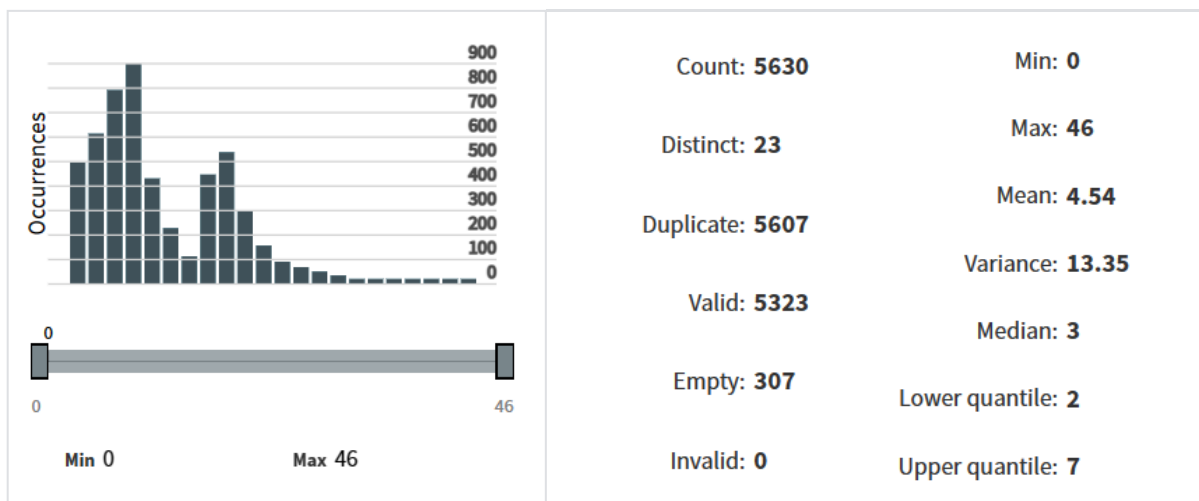 900
800
700
600
500
400
300
200
100
0
Occurrences
0
0
46
Min 0
Max 46
Count: 5630
Distinct: 23
Duplicate: 5607
Valid: 5323
Empty: 307
Invalid: 0
Min: 0
Max: 46
Mean: 4.54
Variance: 13.35
Median: 3
Lower quantile: 2
Upper quantile: 7